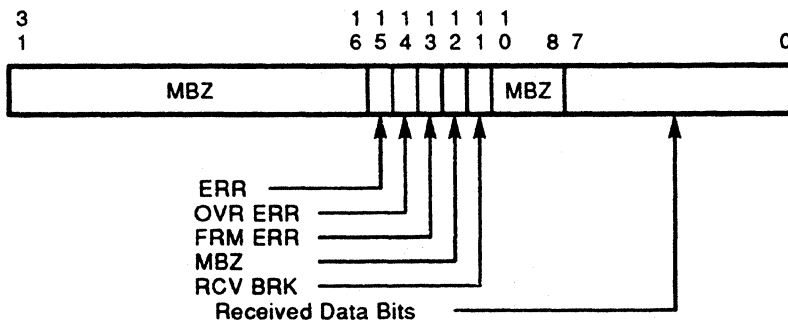 3 1 1 1 1 1 1 1
1 6 5 4 3 2 1 0 8 7 0
MBZ MBZ
ERR
OVR ERR
FRM ERR
MBZ
RCV BRK
Received Data Bits